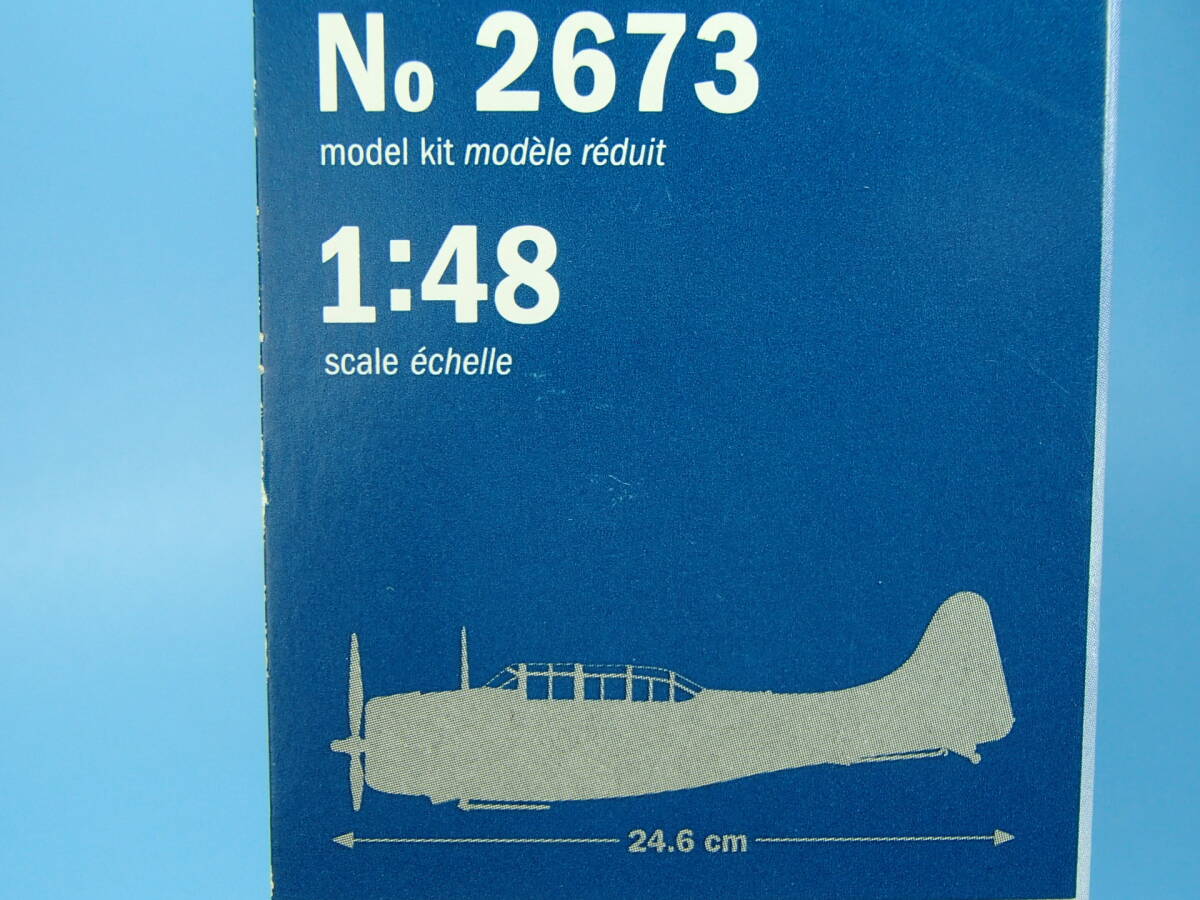 No 2673
model kit modèle réduit
1:48
scale échelle
24.6 cm